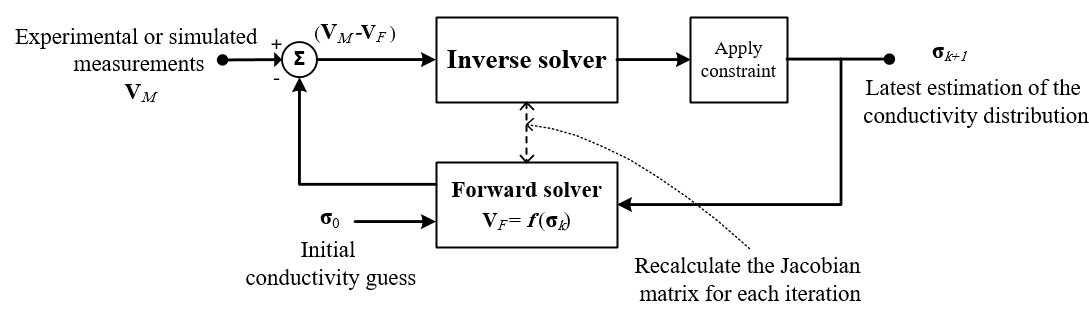 Experimental or simulated
measurements
V_M
+
-
Σ
(V_M-V_F)
Inverse solver
Apply
constraint
σ_k+1
Latest estimation of the
conductivity distribution
Forward solver
V_F= f(σ_k)
σ_0
Initial
conductivity guess
Recalculate the Jacobian
matrix for each iteration